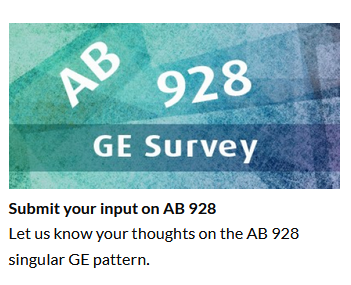 AB 928
GE Survey
Submit your input on AB 928
Let us know your thoughts on the AB 928
singular GE pattern.